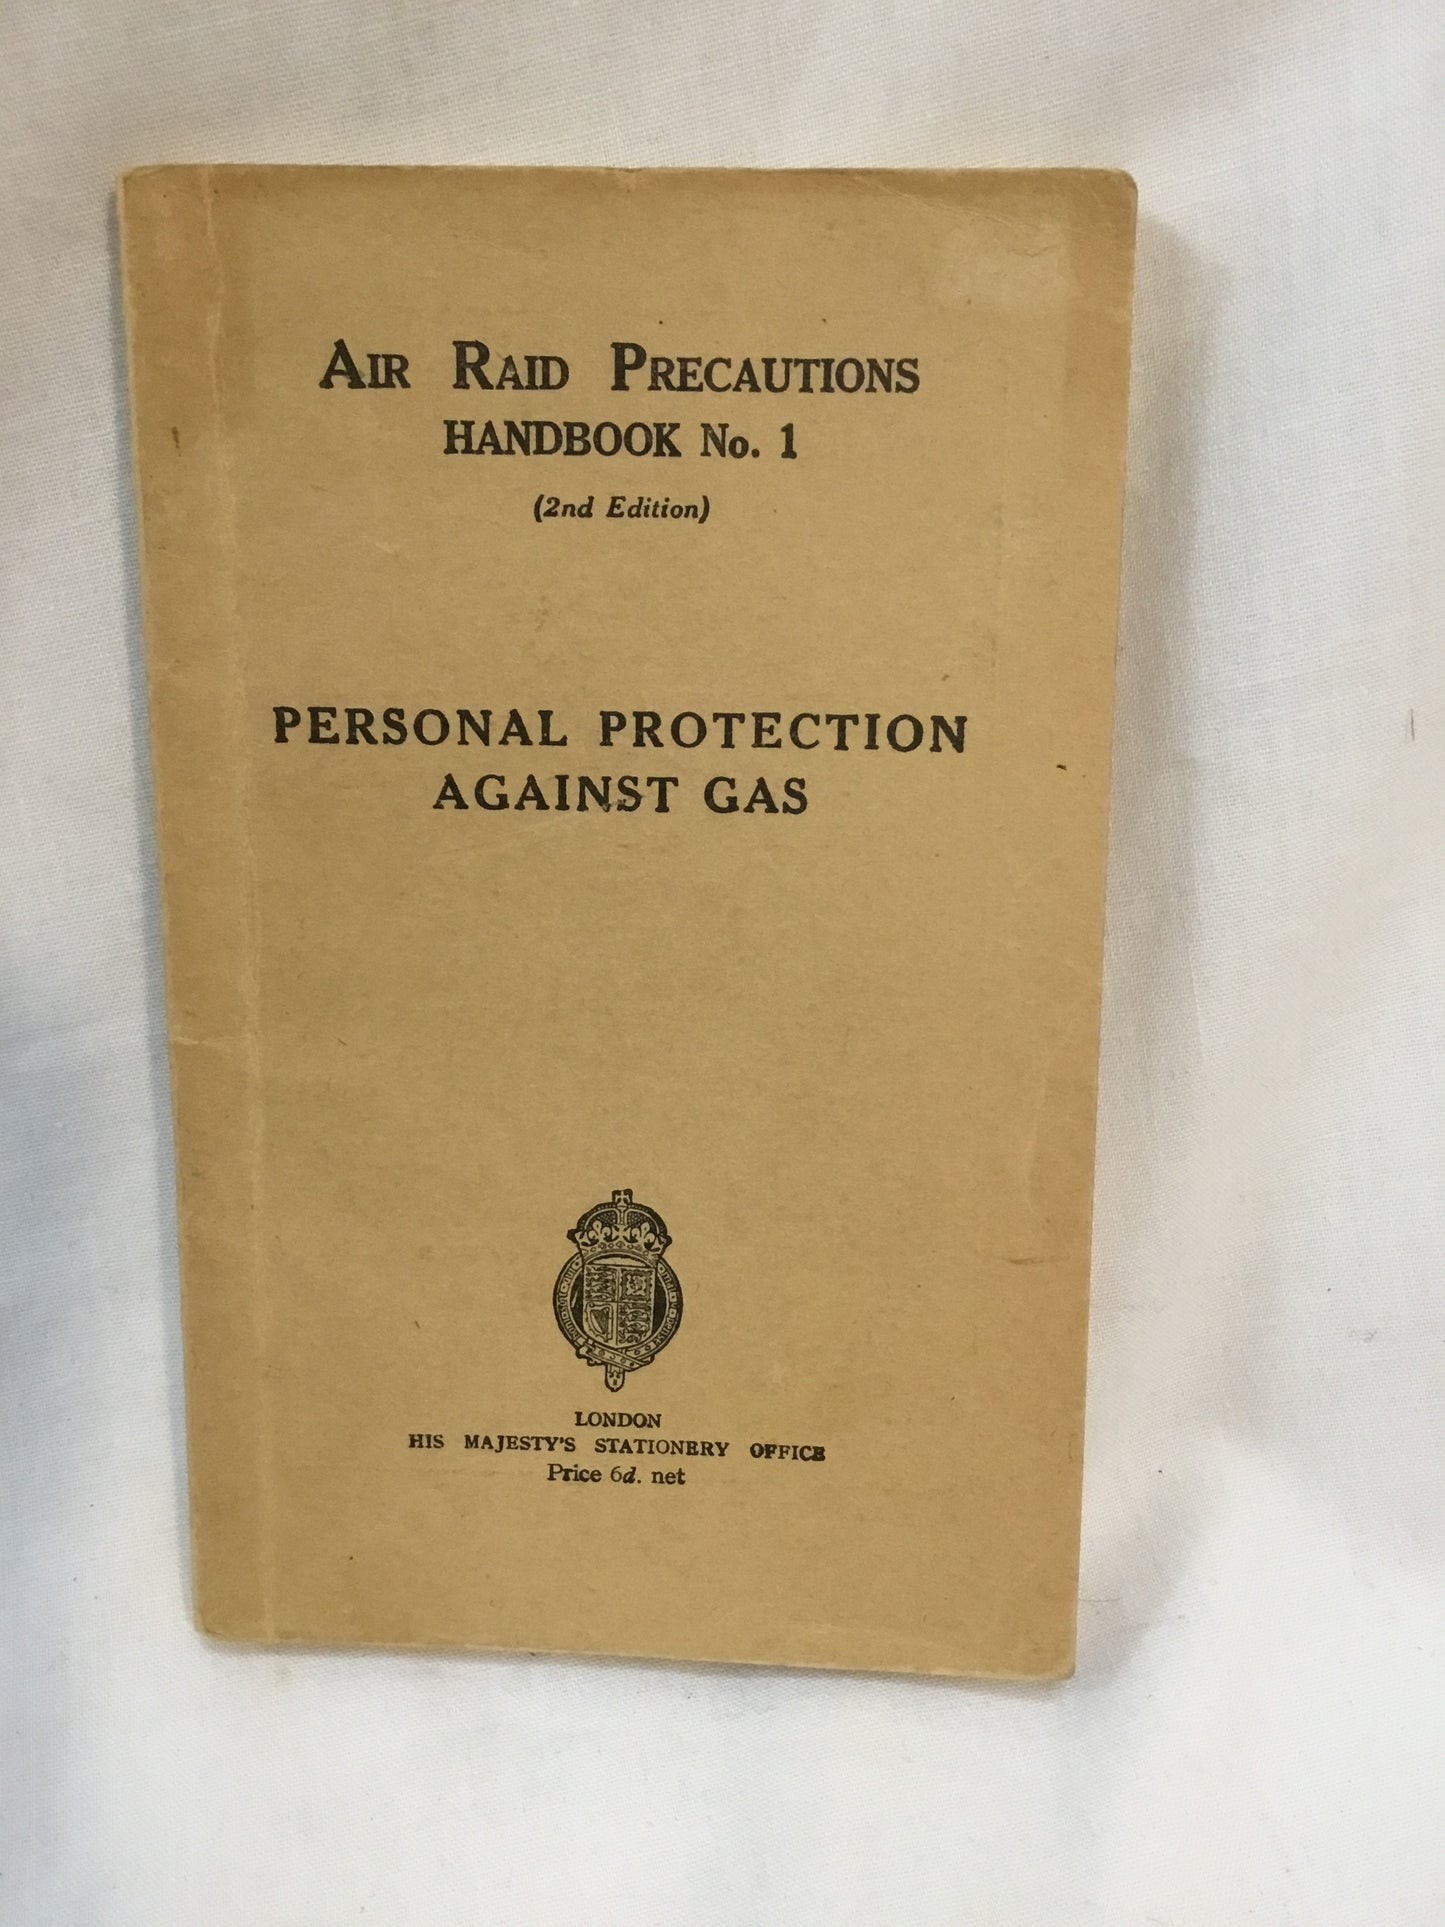 AIR RAID PRECAUTIONS
HANDBOOK No. 1
(2nd Edition)
PERSONAL PROTECTION
AGAINST GAS
LONDON
HIS MAJESTY'S STATIONERY OFFICE
Price 6d. net